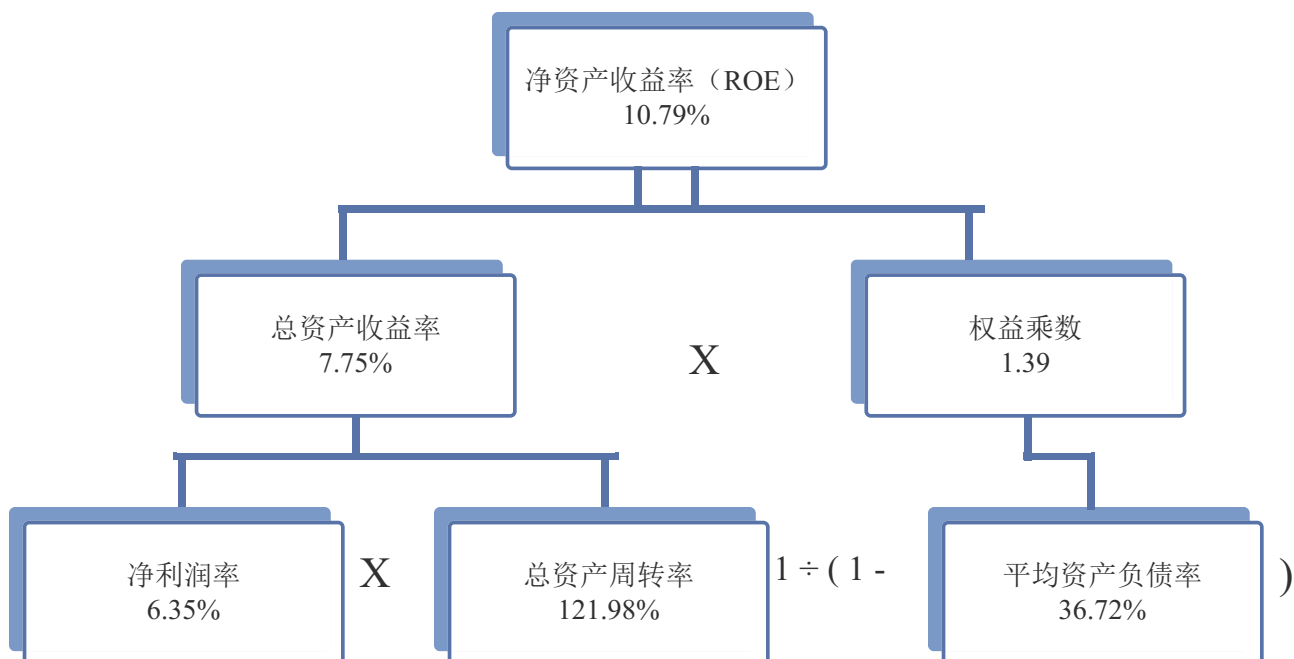 净资产收益率（ROE）
10.79%
总资产收益率
7.75%
X
权益乘数
1.39
净利润率
6.35%
X
总资产周转率
121.98%
1 ÷ ( 1 -
平均资产负债率
36.72%
)